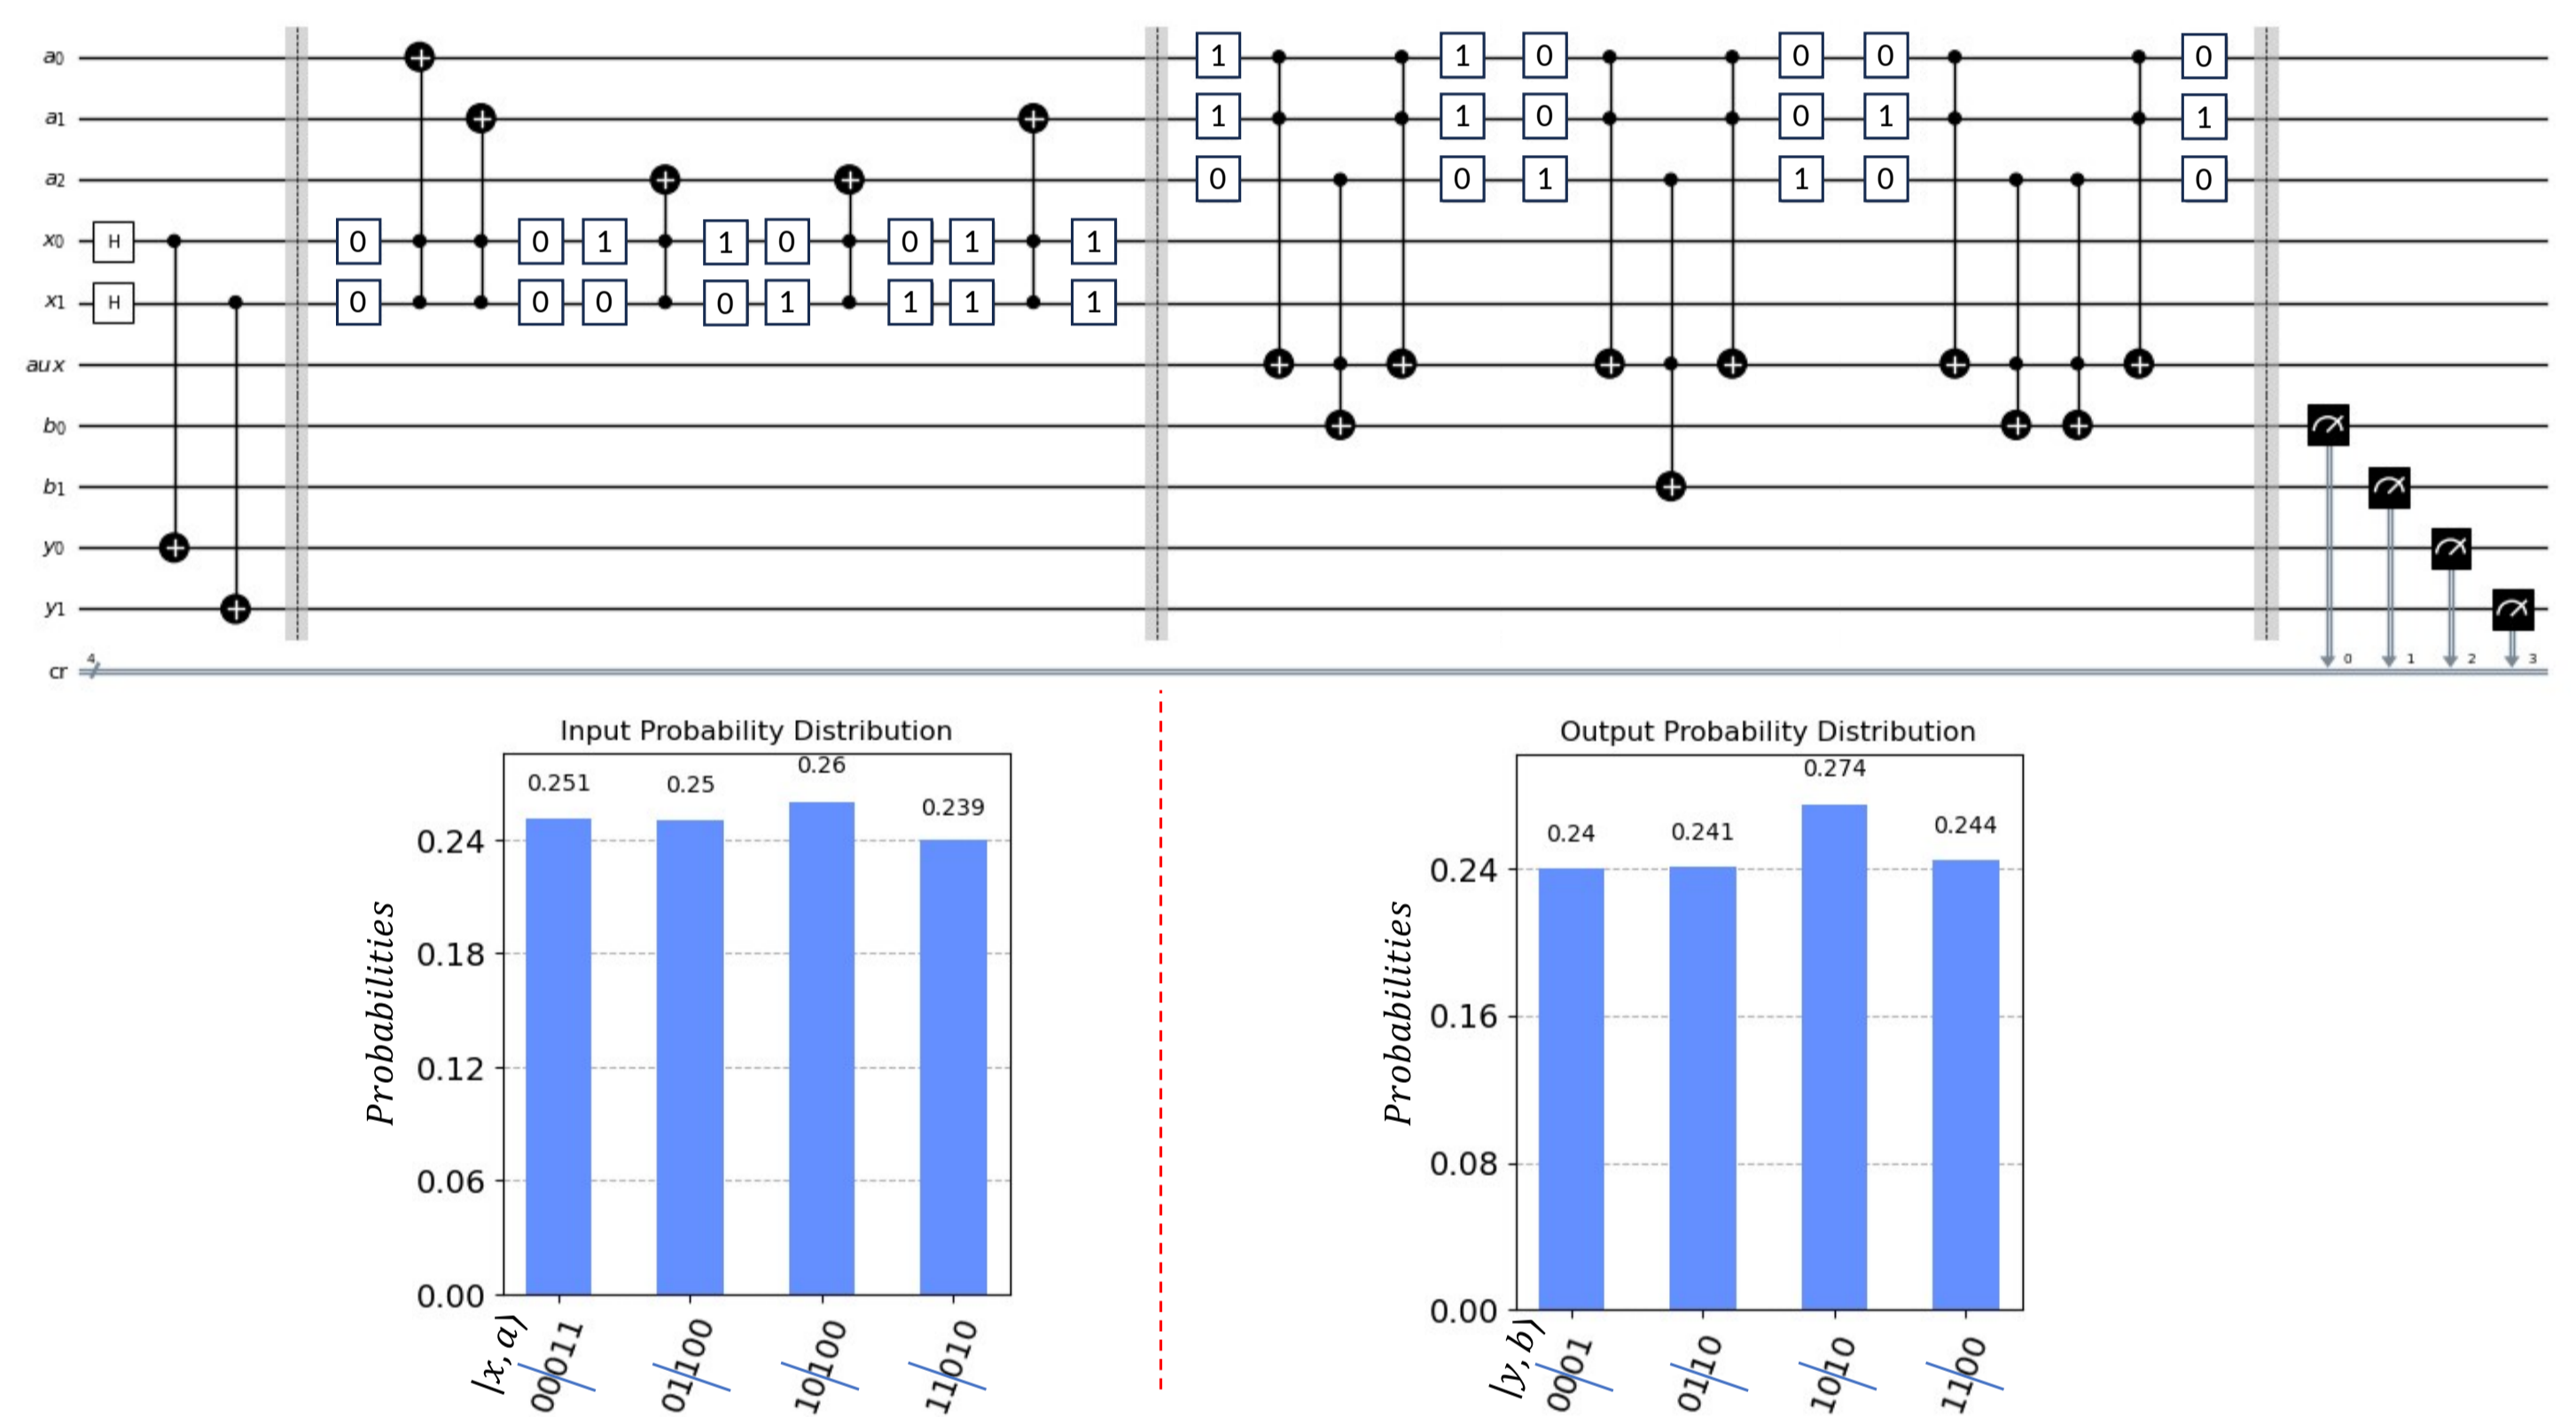 a0 1 1 0 0 0 0
a1 1 1 0 0 1 1
a2 0 0 1 1 0 0
x0 H 0 0 1 1 0 0 1 1
x1 H 0 0 0 0 1 1 1 1
aux
b0
b1
y0
y1
cr 4 0 1 2 3
Input Probability Distribution
0.251 0.25 0.26 0.239
0.24
0.18
0.12
0.06
0.00
Probabilities
|x, a⟩ 00011 01100 10100 11010
Output Probability Distribution
0.24 0.241 0.274 0.244
0.24
0.16
0.08
0.00
Probabilities
|y, b⟩ 0001 0110 1010 1100